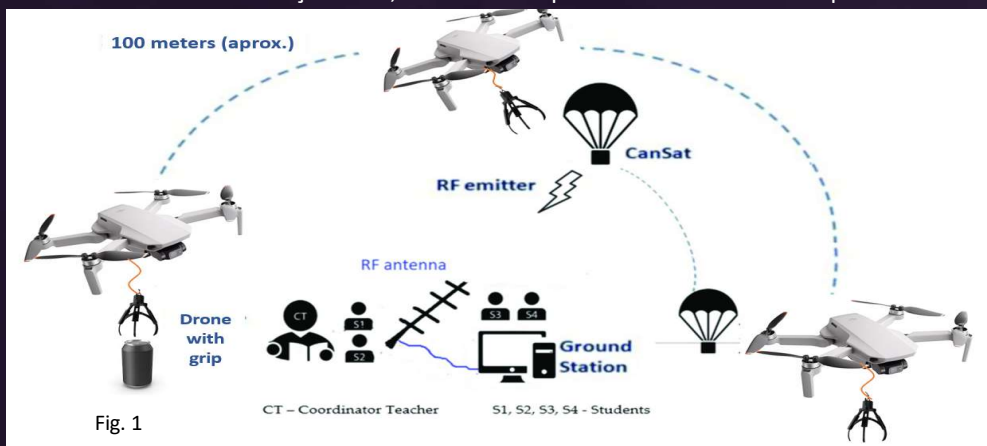 100 meters (aprox.)
CanSat
RF emitter
RF antenna
Drone
with
grip
CT
S1
S2
S3
S4
Ground
Station
CT – Coordinator Teacher
S1, S2, S3, S4 - Students
Fig. 1